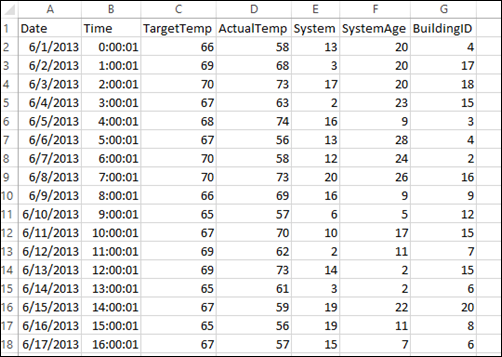 A B C D E F G
1 Date Time TargetTemp ActualTemp System SystemAge BuildingID
2 6/1/2013 0:00:01 66 58 13 20 4
3 6/2/2013 1:00:01 69 68 3 20 17
4 6/3/2013 2:00:01 70 73 17 20 18
5 6/4/2013 3:00:01 67 63 2 23 15
6 6/5/2013 4:00:01 68 74 16 9 3
7 6/6/2013 5:00:01 67 56 13 28 4
8 6/7/2013 6:00:01 70 58 12 24 2
9 6/8/2013 7:00:01 70 73 20 26 16
10 6/9/2013 8:00:01 66 69 16 9 9
11 6/10/2013 9:00:01 65 57 6 5 12
12 6/11/2013 10:00:01 67 70 10 17 15
13 6/12/2013 11:00:01 69 62 2 11 7
14 6/13/2013 12:00:01 69 73 14 2 15
15 6/14/2013 13:00:01 65 61 3 2 6
16 6/15/2013 14:00:01 67 59 19 22 20
17 6/16/2013 15:00:01 65 56 19 11 8
18 6/17/2013 16:00:01 67 57 15 7 6